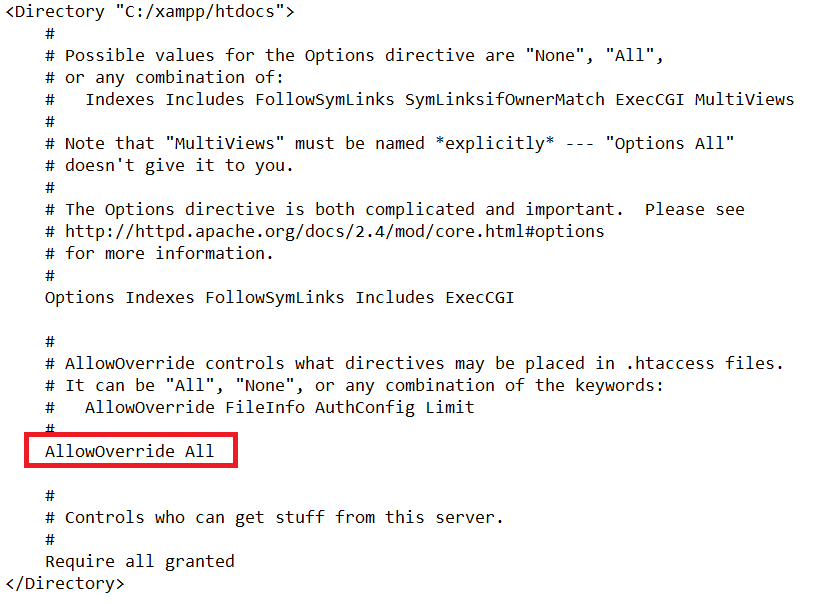 <Directory "C:/xampp/htdocs">
    #
    # Possible values for the Options directive are "None", "All",
    # or any combination of:
    #   Indexes Includes FollowSymLinks SymLinksifOwnerMatch ExecCGI MultiViews
    #
    # Note that "MultiViews" must be named *explicitly* --- "Options All"
    # doesn't give it to you.
    #
    # The Options directive is both complicated and important.  Please see
    # http://httpd.apache.org/docs/2.4/mod/core.html#options
    # for more information.
    #
    Options Indexes FollowSymLinks Includes ExecCGI

    #
    # AllowOverride controls what directives may be placed in .htaccess files.
    # It can be "All", "None", or any combination of the keywords:
    #   AllowOverride FileInfo AuthConfig Limit
    #
    AllowOverride All

    #
    # Controls who can get stuff from this server.
    #
    Require all granted
</Directory>